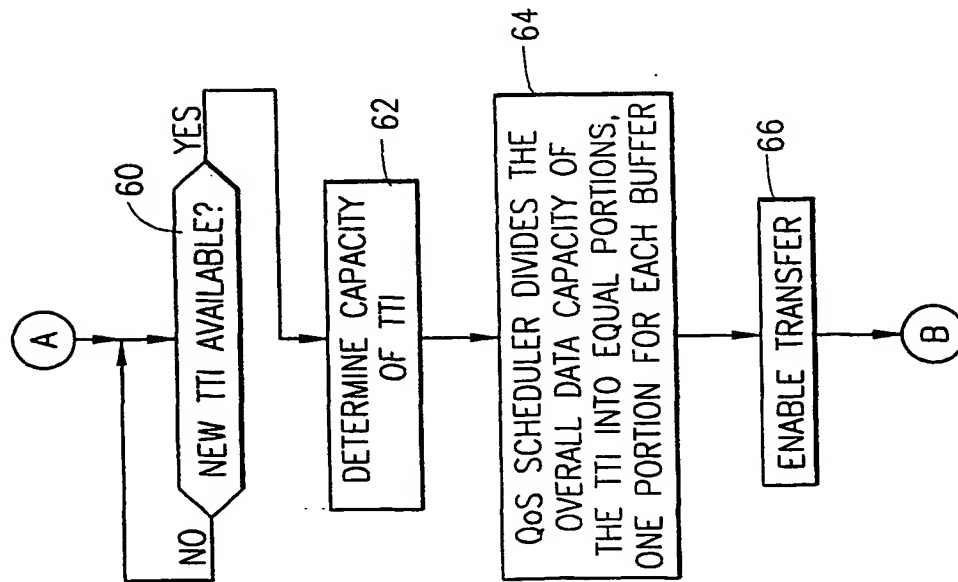 A
60
NEW TTI AVAILABLE?
YES
NO
62
DETERMINE CAPACITY
OF TTI
64
QoS SCHEDULER DIVIDES THE
OVERALL DATA CAPACITY OF
THE TTI INTO EQUAL PORTIONS,
ONE PORTION FOR EACH BUFFER
66
ENABLE TRANSFER
B